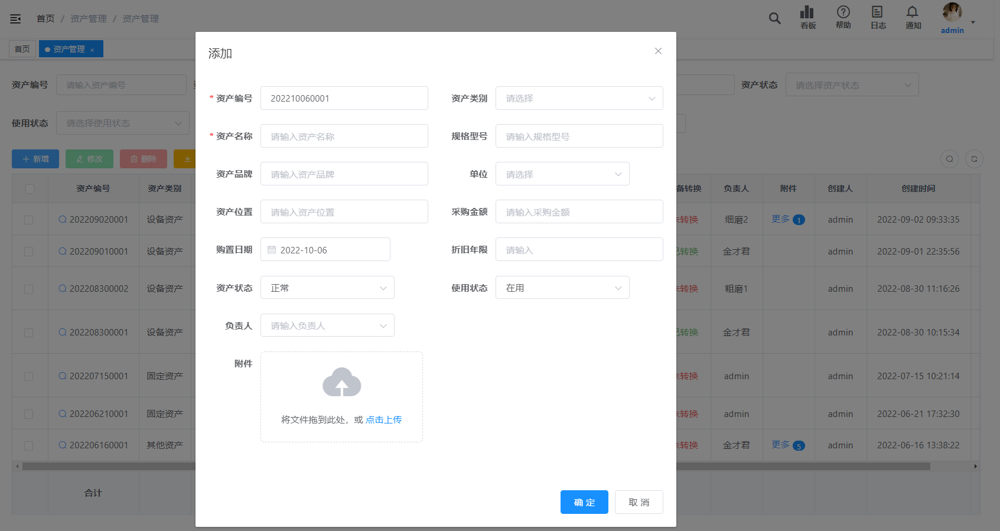 首页 / 资产管理 / 资产管理
看板 帮助 日志 通知 admin
首页 资产管理 ×
资产编号 请输入资产编号 资产状态 请选择资产状态
使用状态 请选择使用状态
新增 修改 删除
资产编号 资产类别 备转换 负责人 附件 创建人 创建时间
202209020001 设备资产 未转换 细磨2 更多 1 admin 2022-09-02 09:33:35
202209010001 设备资产 已转换 金才君 admin 2022-09-01 22:35:56
202208300002 设备资产 未转换 粗磨1 admin 2022-08-30 11:16:26
202208300001 设备资产 已转换 金才君 admin 2022-08-30 10:15:34
202207150001 固定资产 未转换 admin admin 2022-07-15 10:21:14
202206210001 固定资产 未转换 admin admin 2022-06-21 17:32:30
202206160001 其他资产 未转换 金才君 更多 5 admin 2022-06-16 13:38:22
合计
添加
* 资产编号 202210060001 资产类别 请选择
* 资产名称 请输入资产名称 规格型号 请输入规格型号
资产品牌 请输入资产品牌 单位 请选择
资产位置 请输入资产位置 采购金额 请输入采购金额
购置日期 2022-10-06 折旧年限 请输入
资产状态 正常 使用状态 在用
负责人 请输入负责人
附件
将文件拖到此处，或 点击上传
确 定 取 消